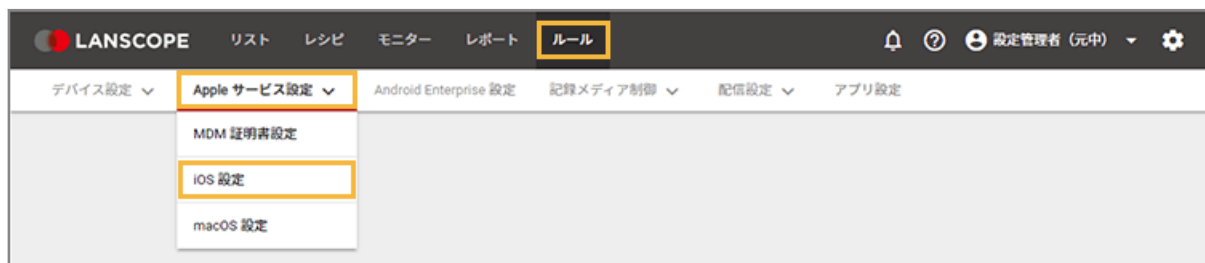 LANSCOPE リスト レシピ モニター レポート ルール 設定管理者（元中）
デバイス設定 Apple サービス設定 Android Enterprise 設定 記録メディア制御 配信設定 アプリ設定
MDM 証明書設定
iOS 設定
macOS 設定